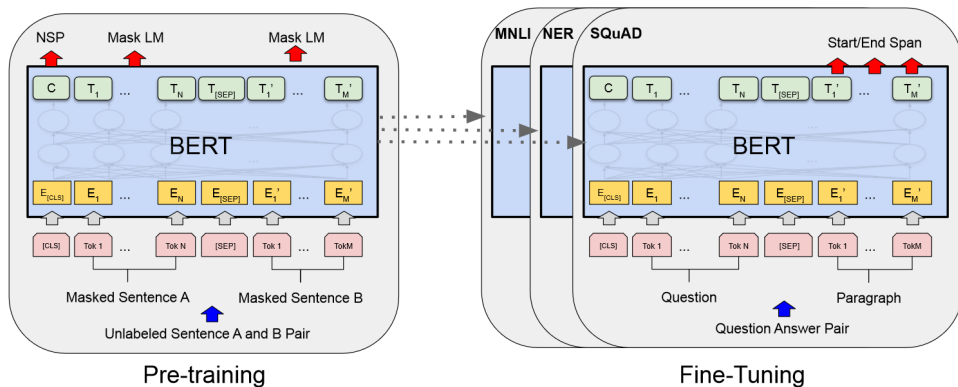 NSP Mask LM Mask LM
C T1 ... TN T[SEP] T1' ... TM'
BERT
E[CLS] E1 ... EN E[SEP] E1' ... EM'
[CLS] Tok 1 ... Tok N [SEP] Tok 1 ... TokM
Masked Sentence A Masked Sentence B
Unlabeled Sentence A and B Pair
Pre-training
MNLI NER SQuAD
Start/End Span
C T1 ... TN T[SEP] T1' ... TM'
BERT
E[CLS] E1 ... EN E[SEP] E1' ... EM'
[CLS] Tok 1 ... Tok N [SEP] Tok 1 ... TokM
Question Paragraph
Question Answer Pair
Fine-Tuning